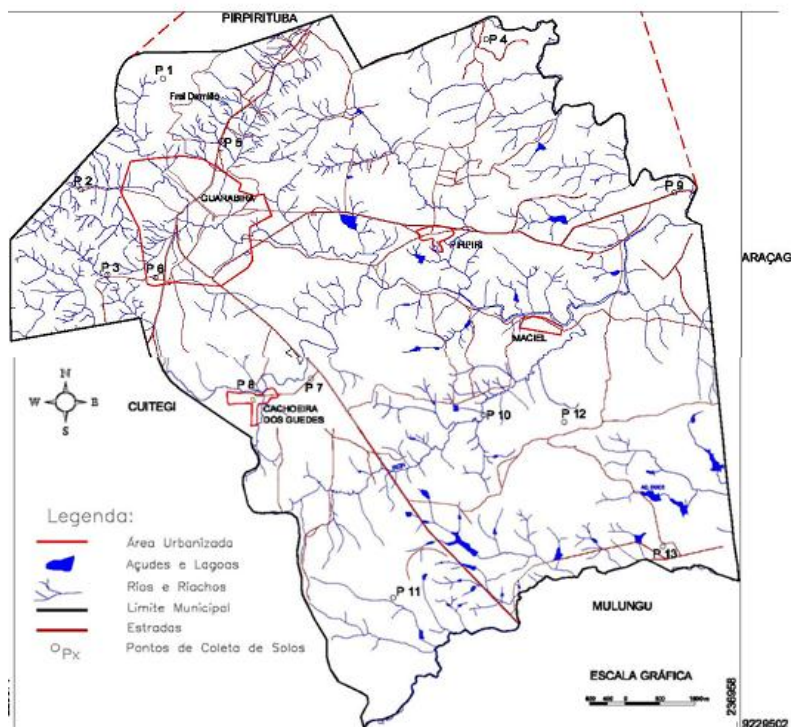 PIRPIRITUBA
P 4
P 1
Frei Damião
P 5
P 2
GUARABIRA
P 9
PIRPIRI
ARAÇAG
P 3
P 6
MACIEL
P 7
P 8
N
W
E
S
CUITEGI
CACHOEIRA
DOS GUEDES
P 10
P 12
Legenda:
Área Urbanizada
Açudes e Lagoas
Rios e Riachos
Limite Municipal
Estradas
Px
Pontos de Coleta de Solos
P 13
P 11
MULUNGU
ESCALA GRÁFICA
0
236958
9229502